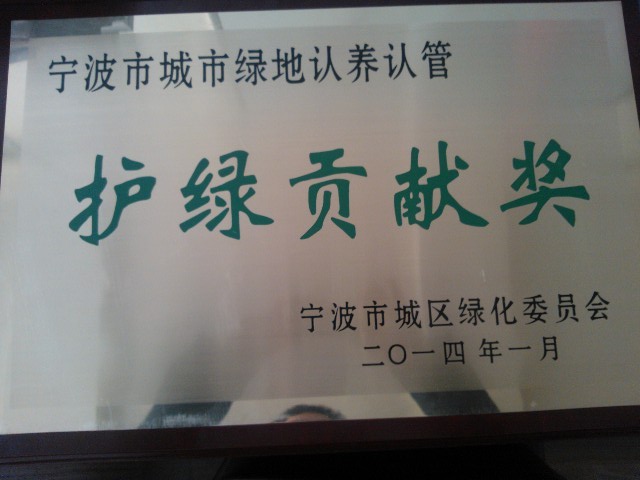 宁波市城市绿地认养认管
护绿贡献奖
宁波市城区绿化委员会
二〇一四年一月